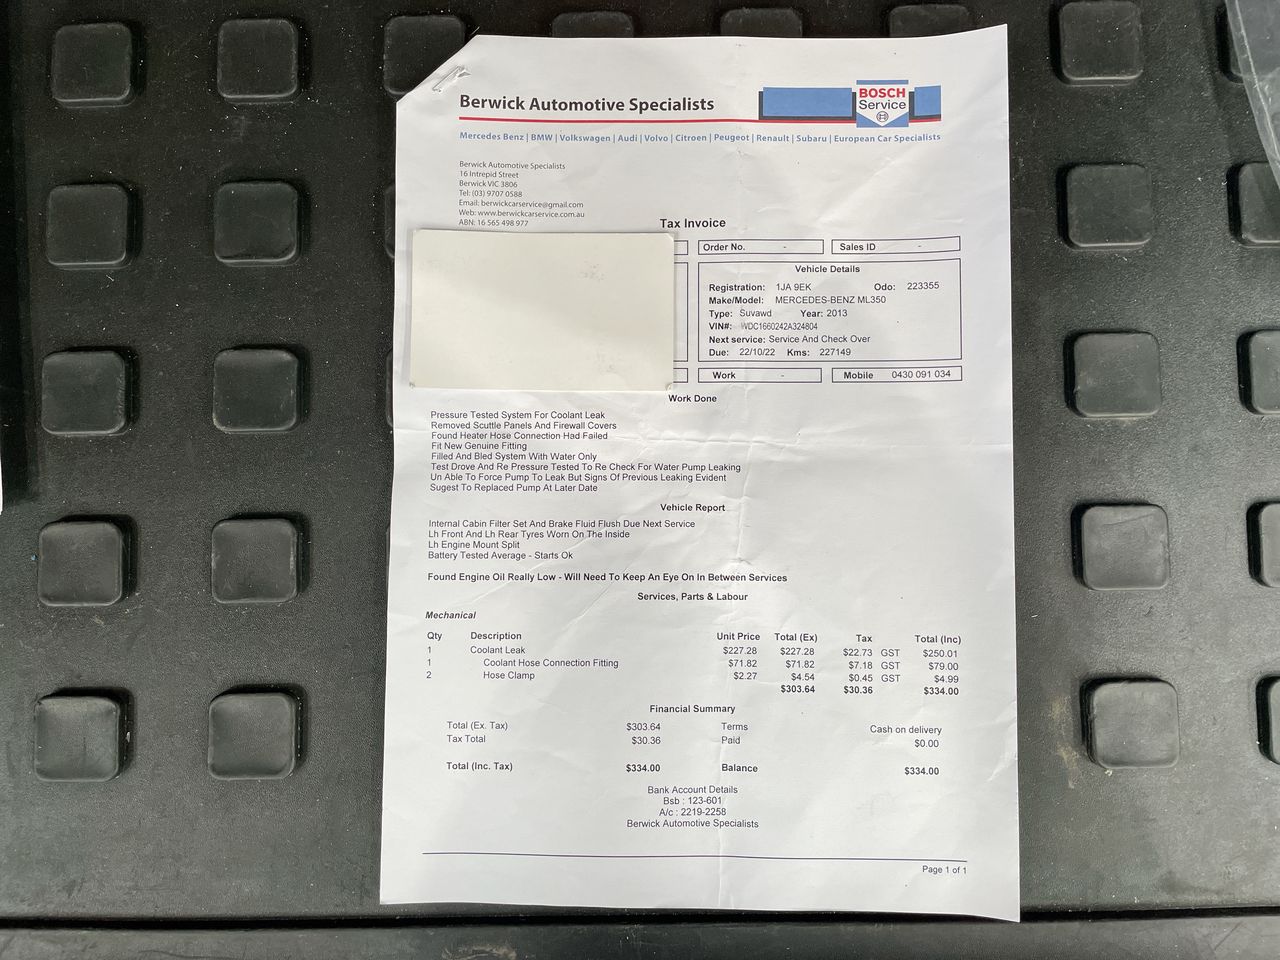 Berwick Automotive Specialists
BOSCH
Service
Mercedes Benz | BMW | Volkswagen | Audi | Volvo | Citroen | Peugeot | Renault | Subaru | European Car Specialists
Berwick Automotive Specialists
16 Intrepid Street
Berwick VIC 3806
Tel: (03) 9707 0588
Email: berwickcarservice@gmail.com
Web: www.berwickcarservice.com.au
ABN: 16 565 498 977
Tax Invoice
Order No. - Sales ID -
Vehicle Details
Registration: 1JA 9EK Odo: 223355
Make/Model: MERCEDES-BENZ ML350
Type: Suvawd Year: 2013
VIN#: WDC1660242A324804
Next service: Service And Check Over
Due: 22/10/22 Kms: 227149
Work - Mobile 0430 091 034
Work Done
Pressure Tested System For Coolant Leak
Removed Scuttle Panels And Firewall Covers
Found Heater Hose Connection Had Failed
Fit New Genuine Fitting
Filled And Bled System With Water Only
Test Drove And Re Pressure Tested To Re Check For Water Pump Leaking
Un Able To Force Pump To Leak But Signs Of Previous Leaking Evident
Sugest To Replaced Pump At Later Date
Vehicle Report
Internal Cabin Filter Set And Brake Fluid Flush Due Next Service
Lh Front And Lh Rear Tyres Worn On The Inside
Lh Engine Mount Split
Battery Tested Average - Starts Ok
Found Engine Oil Really Low - Will Need To Keep An Eye On In Between Services
Services, Parts & Labour
Mechanical
Qty Description Unit Price Total (Ex) Tax Total (Inc)
1 Coolant Leak $227.28 $227.28 $22.73 GST $250.01
1 Coolant Hose Connection Fitting $71.82 $71.82 $7.18 GST $79.00
2 Hose Clamp $2.27 $4.54 $0.45 GST $4.99
$303.64 $30.36 $334.00
Financial Summary
Total (Ex. Tax) $303.64 Terms Cash on delivery
Tax Total $30.36 Paid $0.00
Total (Inc. Tax) $334.00 Balance $334.00
Bank Account Details
Bsb : 123-601
A/c : 2219-2258
Berwick Automotive Specialists
Page 1 of 1